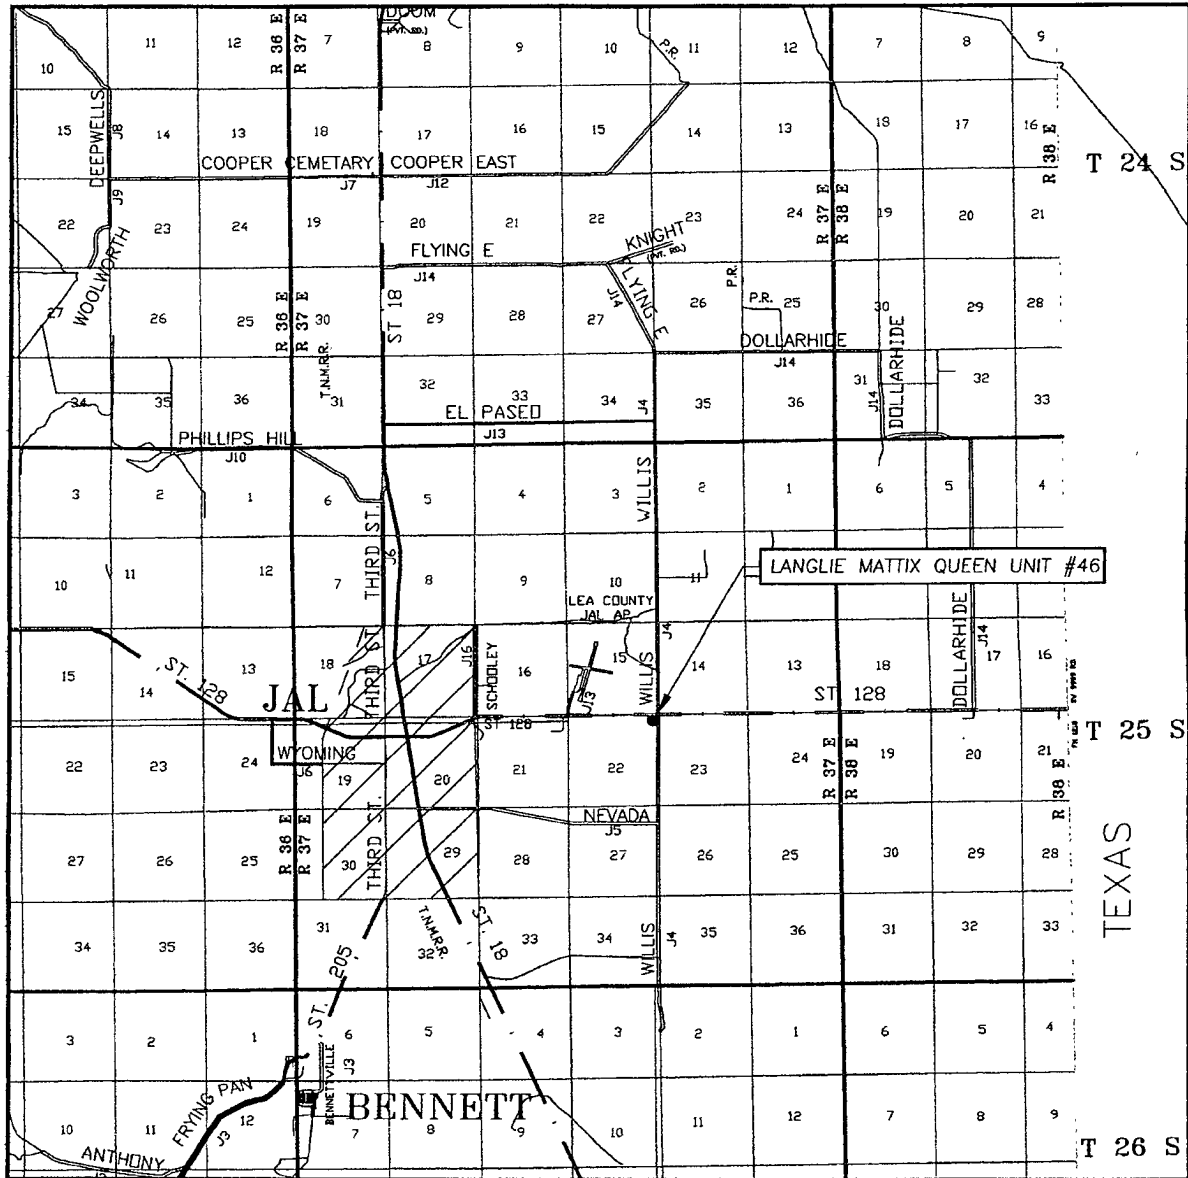 DOOM
(PVT. RD.)
11 12 R 36 E R 37 E 7 8 9 10 11 12 7 8 9
P.R.
10
DEEPWELLS
J8
15 14 13 18 17 16 15 14 13 18 17 16
R 38 E
T 24 S
COOPER CEMETARY COOPER EAST
J7 J12
J9
22 23 24 19 20 21 22 23 24 R 37 E R 38 E 19 20 21
WOOLWORTH
FLYING E
J14
KNIGHT
(PVT. RD.)
FLYING E
J14
P.R.
P.R.
27 26 25 R 36 E R 37 E 30 29 28 27 26 25 30 29 28
ST 18
T.N.M.R.R.
DOLLARHIDE
J14
DOLLARHIDE
J14
34 35 36 31 32 33 34 35 36 31 32 33
EL PASEO
J13
J4
PHILLIPS HILL
J10
3 2 1 6 5 4 3 2 1 6 5 4
WILLIS
THIRD ST.
J6
10 11 12 7 8 9 10 11
LANGLIE MATTIX QUEEN UNIT #46
LEA COUNTY
JAL AP.
J4
DOLLARHIDE
J14
15 14 13 18 17 16 15 14 13 18 17 16
ST. 128
THIRD ST.
J16
SCHOOLEY
J13
WILLIS
ST 128
JAL
ST 128
T 25 S
WYOMING
J6
22 23 24 19 20 21 22 23 24 R 37 E R 38 E 19 20 21
R 38 E
NEVADA
J5
27 26 25 R 36 E R 37 E 30 29 28 27 26 25 30 29 28
THIRD ST.
TEXAS
34 35 36 31 32 33 34 35 36 31 32 33
T.N.M.R.R.
ST. 18
ST. 205
WILLIS
J4
3 2 1 6 5 4 3 2 1 6 5 4
BENNETTVILLE
J3
BENNETT
FRYING PAN
J3
10 11 12 7 8 9 10 11 12 7 8 9
ANTHONY
T 26 S